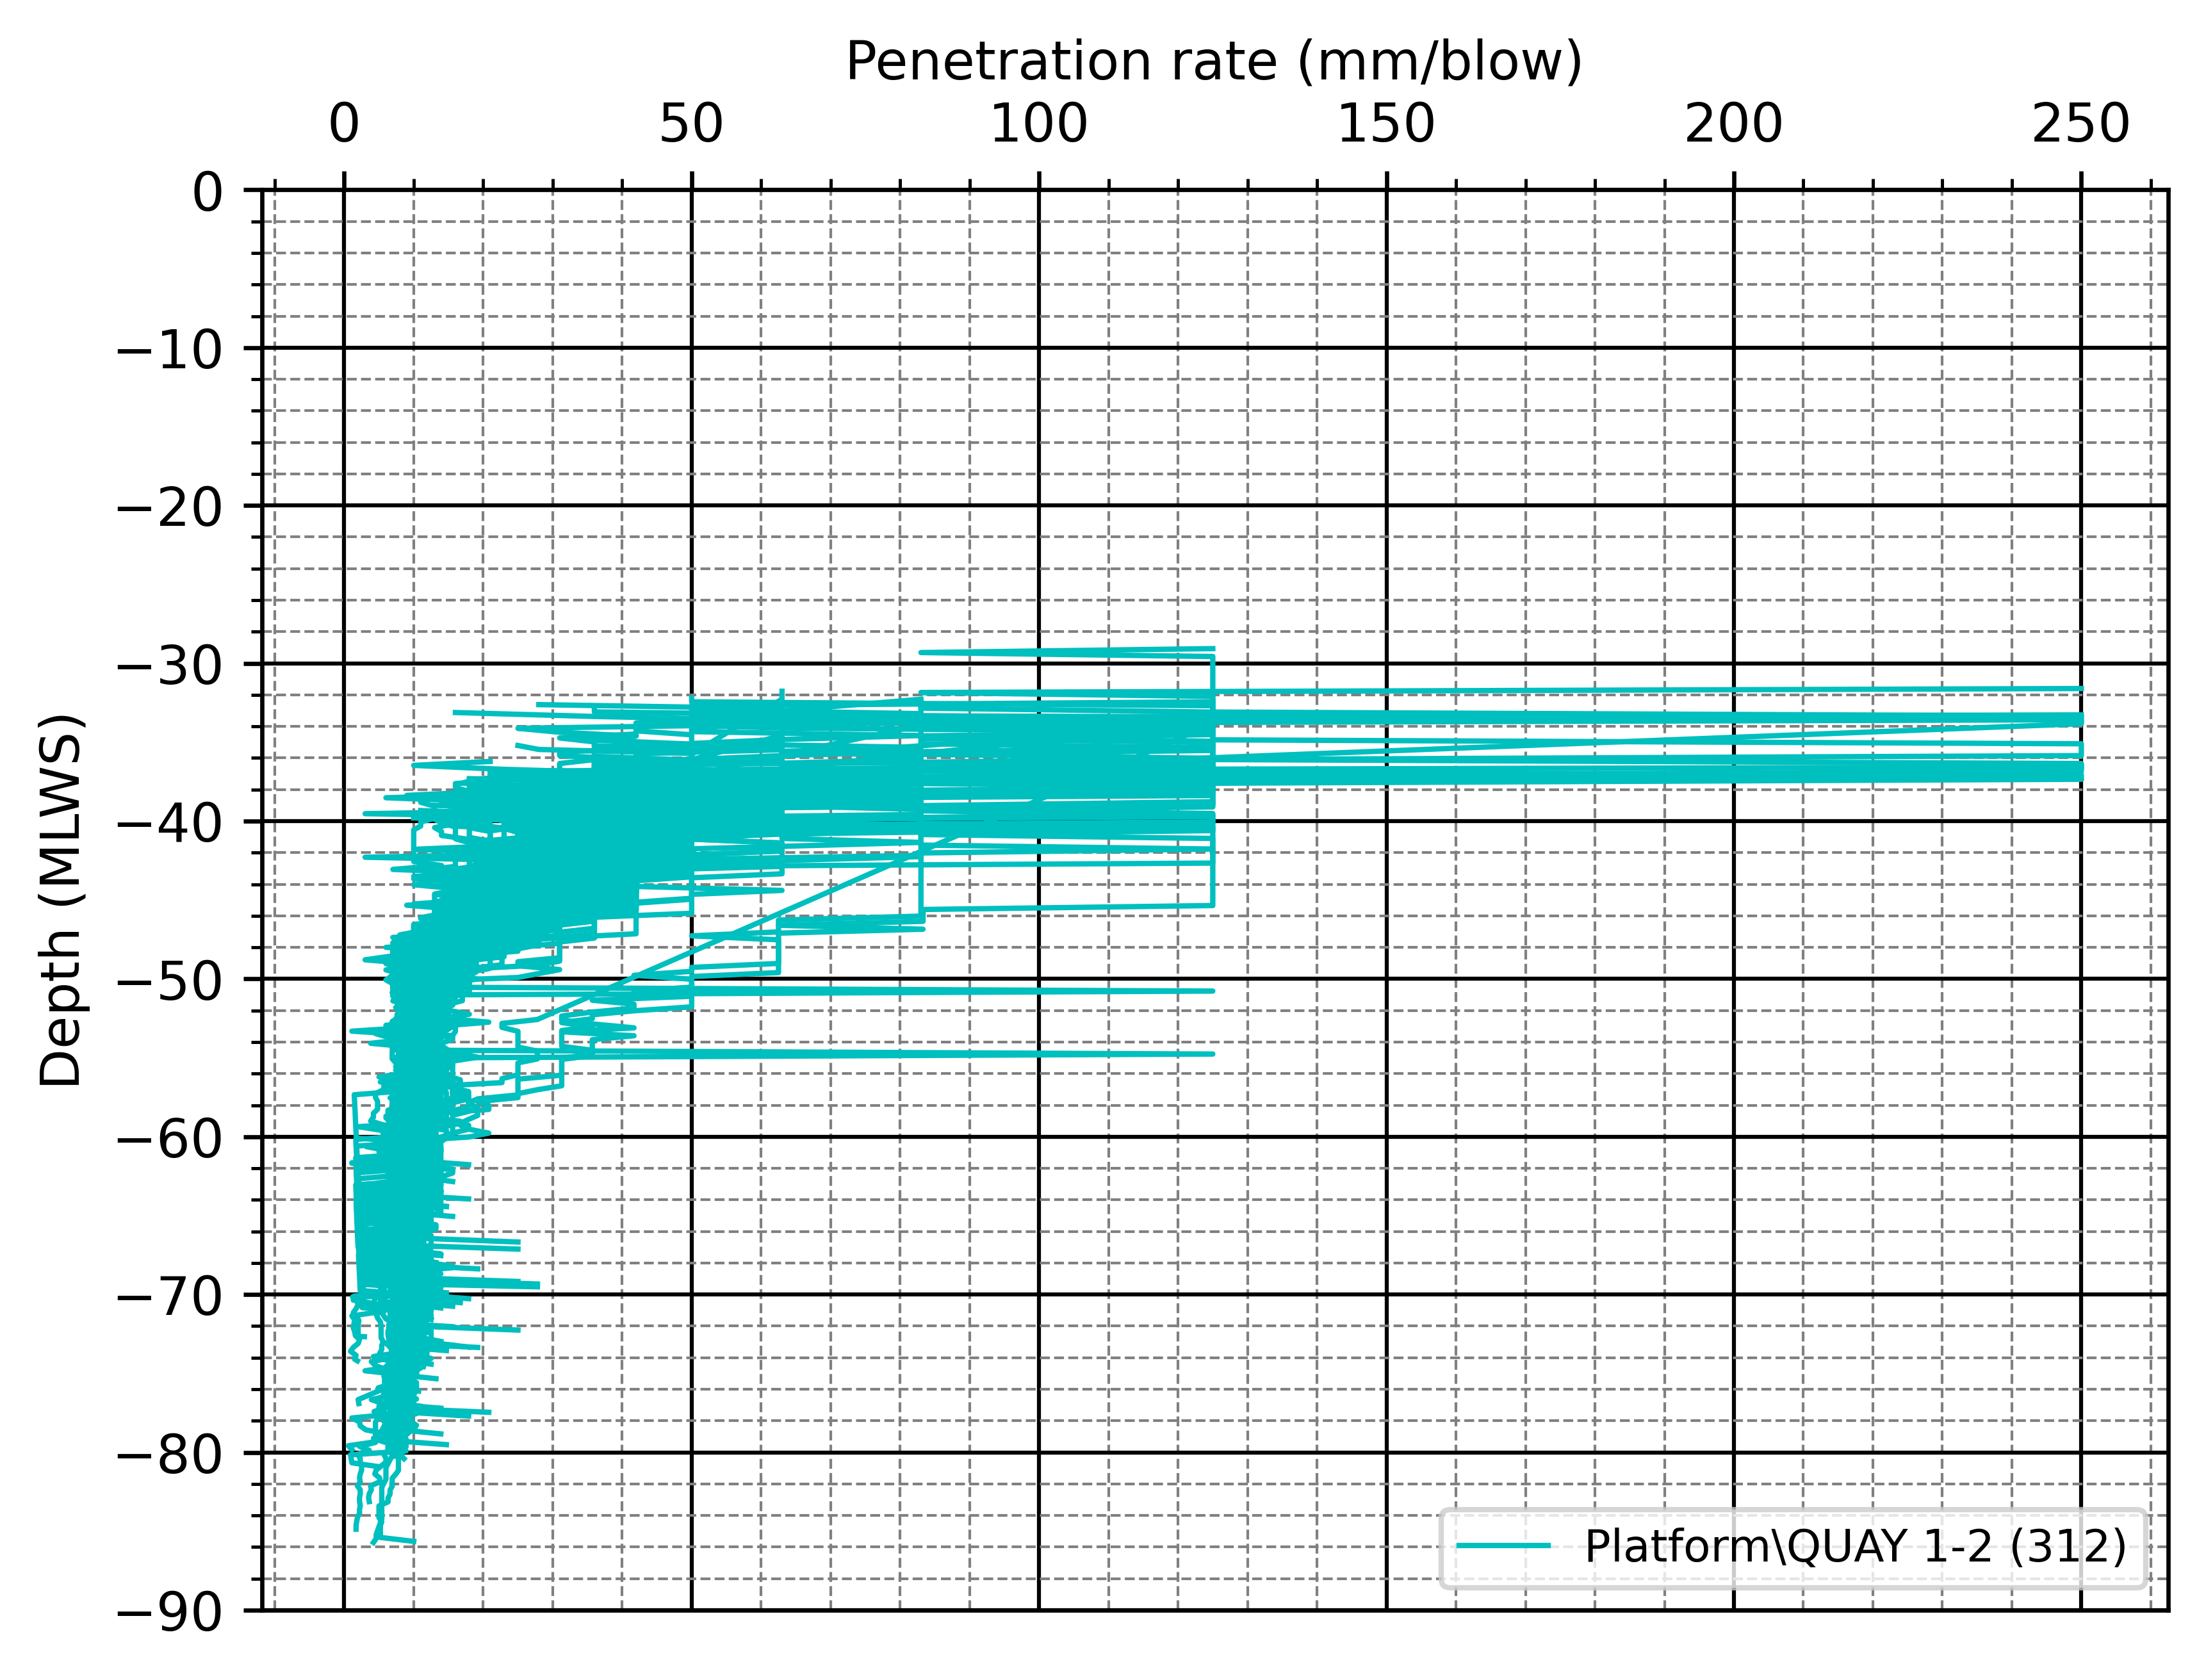 Penetration rate (mm/blow)
0 50 100 150 200 250
0
−10
−20
−30
−40
−50
−60
−70
−80
−90
Depth (MLWS)
Platform\QUAY 1-2 (312)